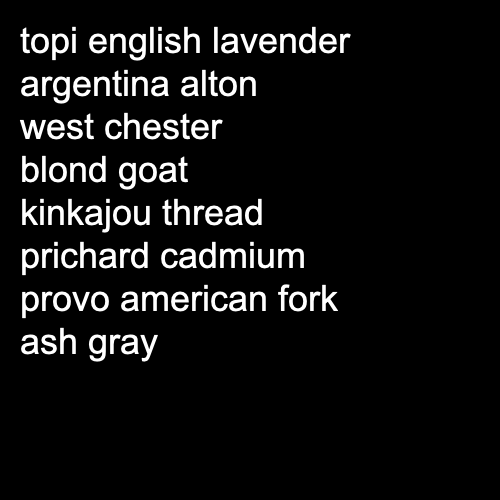 topi english lavender
argentina alton
west chester
blond goat
kinkajou thread
prichard cadmium
provo american fork
ash gray